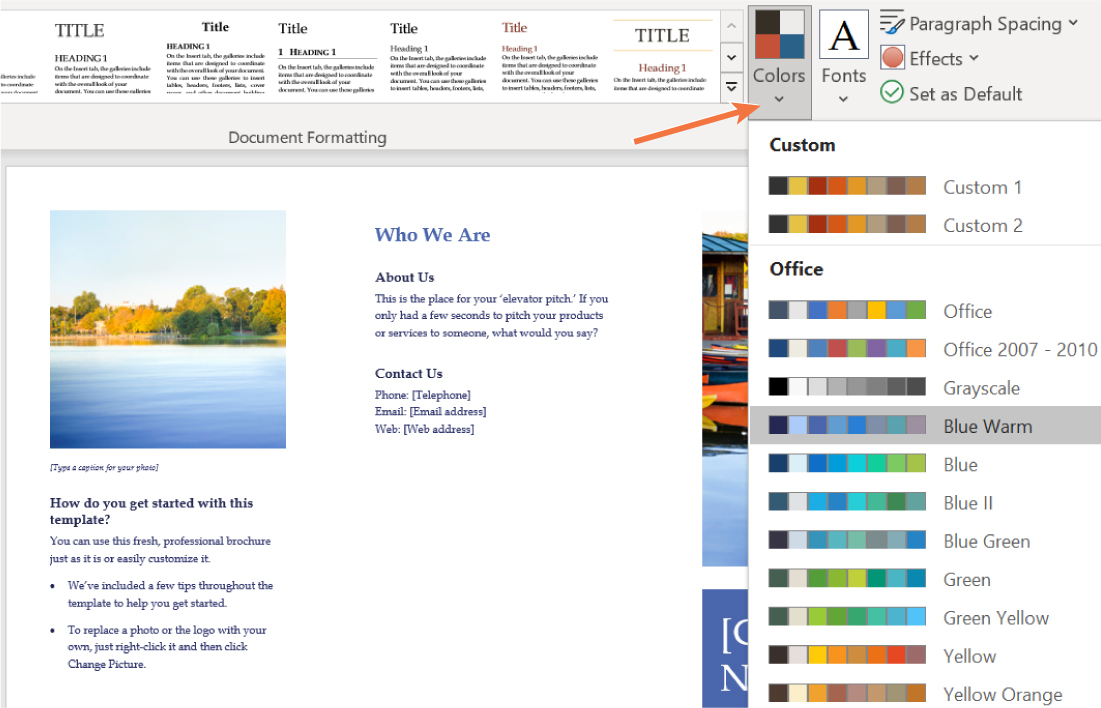 TITLE
HEADING 1
On the Insert tab, the galleries include
items that are designed to coordinate
with the overall look of your document.
You can use these galleries
Title
HEADING 1
On the Insert tab, the galleries include
items that are designed to coordinate
with the overall look of your document.
You can use these galleries to insert
tables, headers, footers, lists, cover
Title
1 HEADING 1
On the Insert tab, the galleries include
items that are designed to coordinate
with the overall look of your
document. You can use these galleries
Title
Heading 1
On the Insert tab, the galleries include
items that are designed to coordinate
with the overall look of your document.
You can use these galleries to insert
to insert tables, headers, footers, lists,
Title
Heading 1
On the Insert tab, the galleries include
items that are designed to coordinate
with the overall look of your document.
You can use these galleries to insert
tables, headers, footers, lists,
TITLE
Heading 1
On the Insert tab, the galleries include
items that are designed to coordinate
Document Formatting
Colors
A
Fonts
Paragraph Spacing
Effects
Set as Default
Custom
Custom 1
Custom 2
Office
Office
Office 2007 - 2010
Grayscale
Blue Warm
Blue
Blue II
Blue Green
Green
Green Yellow
Yellow
Yellow Orange
[Type a caption for your photo]
How do you get started with this
template?
You can use this fresh, professional brochure
just as it is or easily customize it.
• We’ve included a few tips throughout the
template to help you get started.
• To replace a photo or the logo with your
own, just right-click it and then click
Change Picture.
Who We Are
About Us
This is the place for your ‘elevator pitch.’ If you
only had a few seconds to pitch your products
or services to someone, what would you say?
Contact Us
Phone: [Telephone]
Email: [Email address]
Web: [Web address]